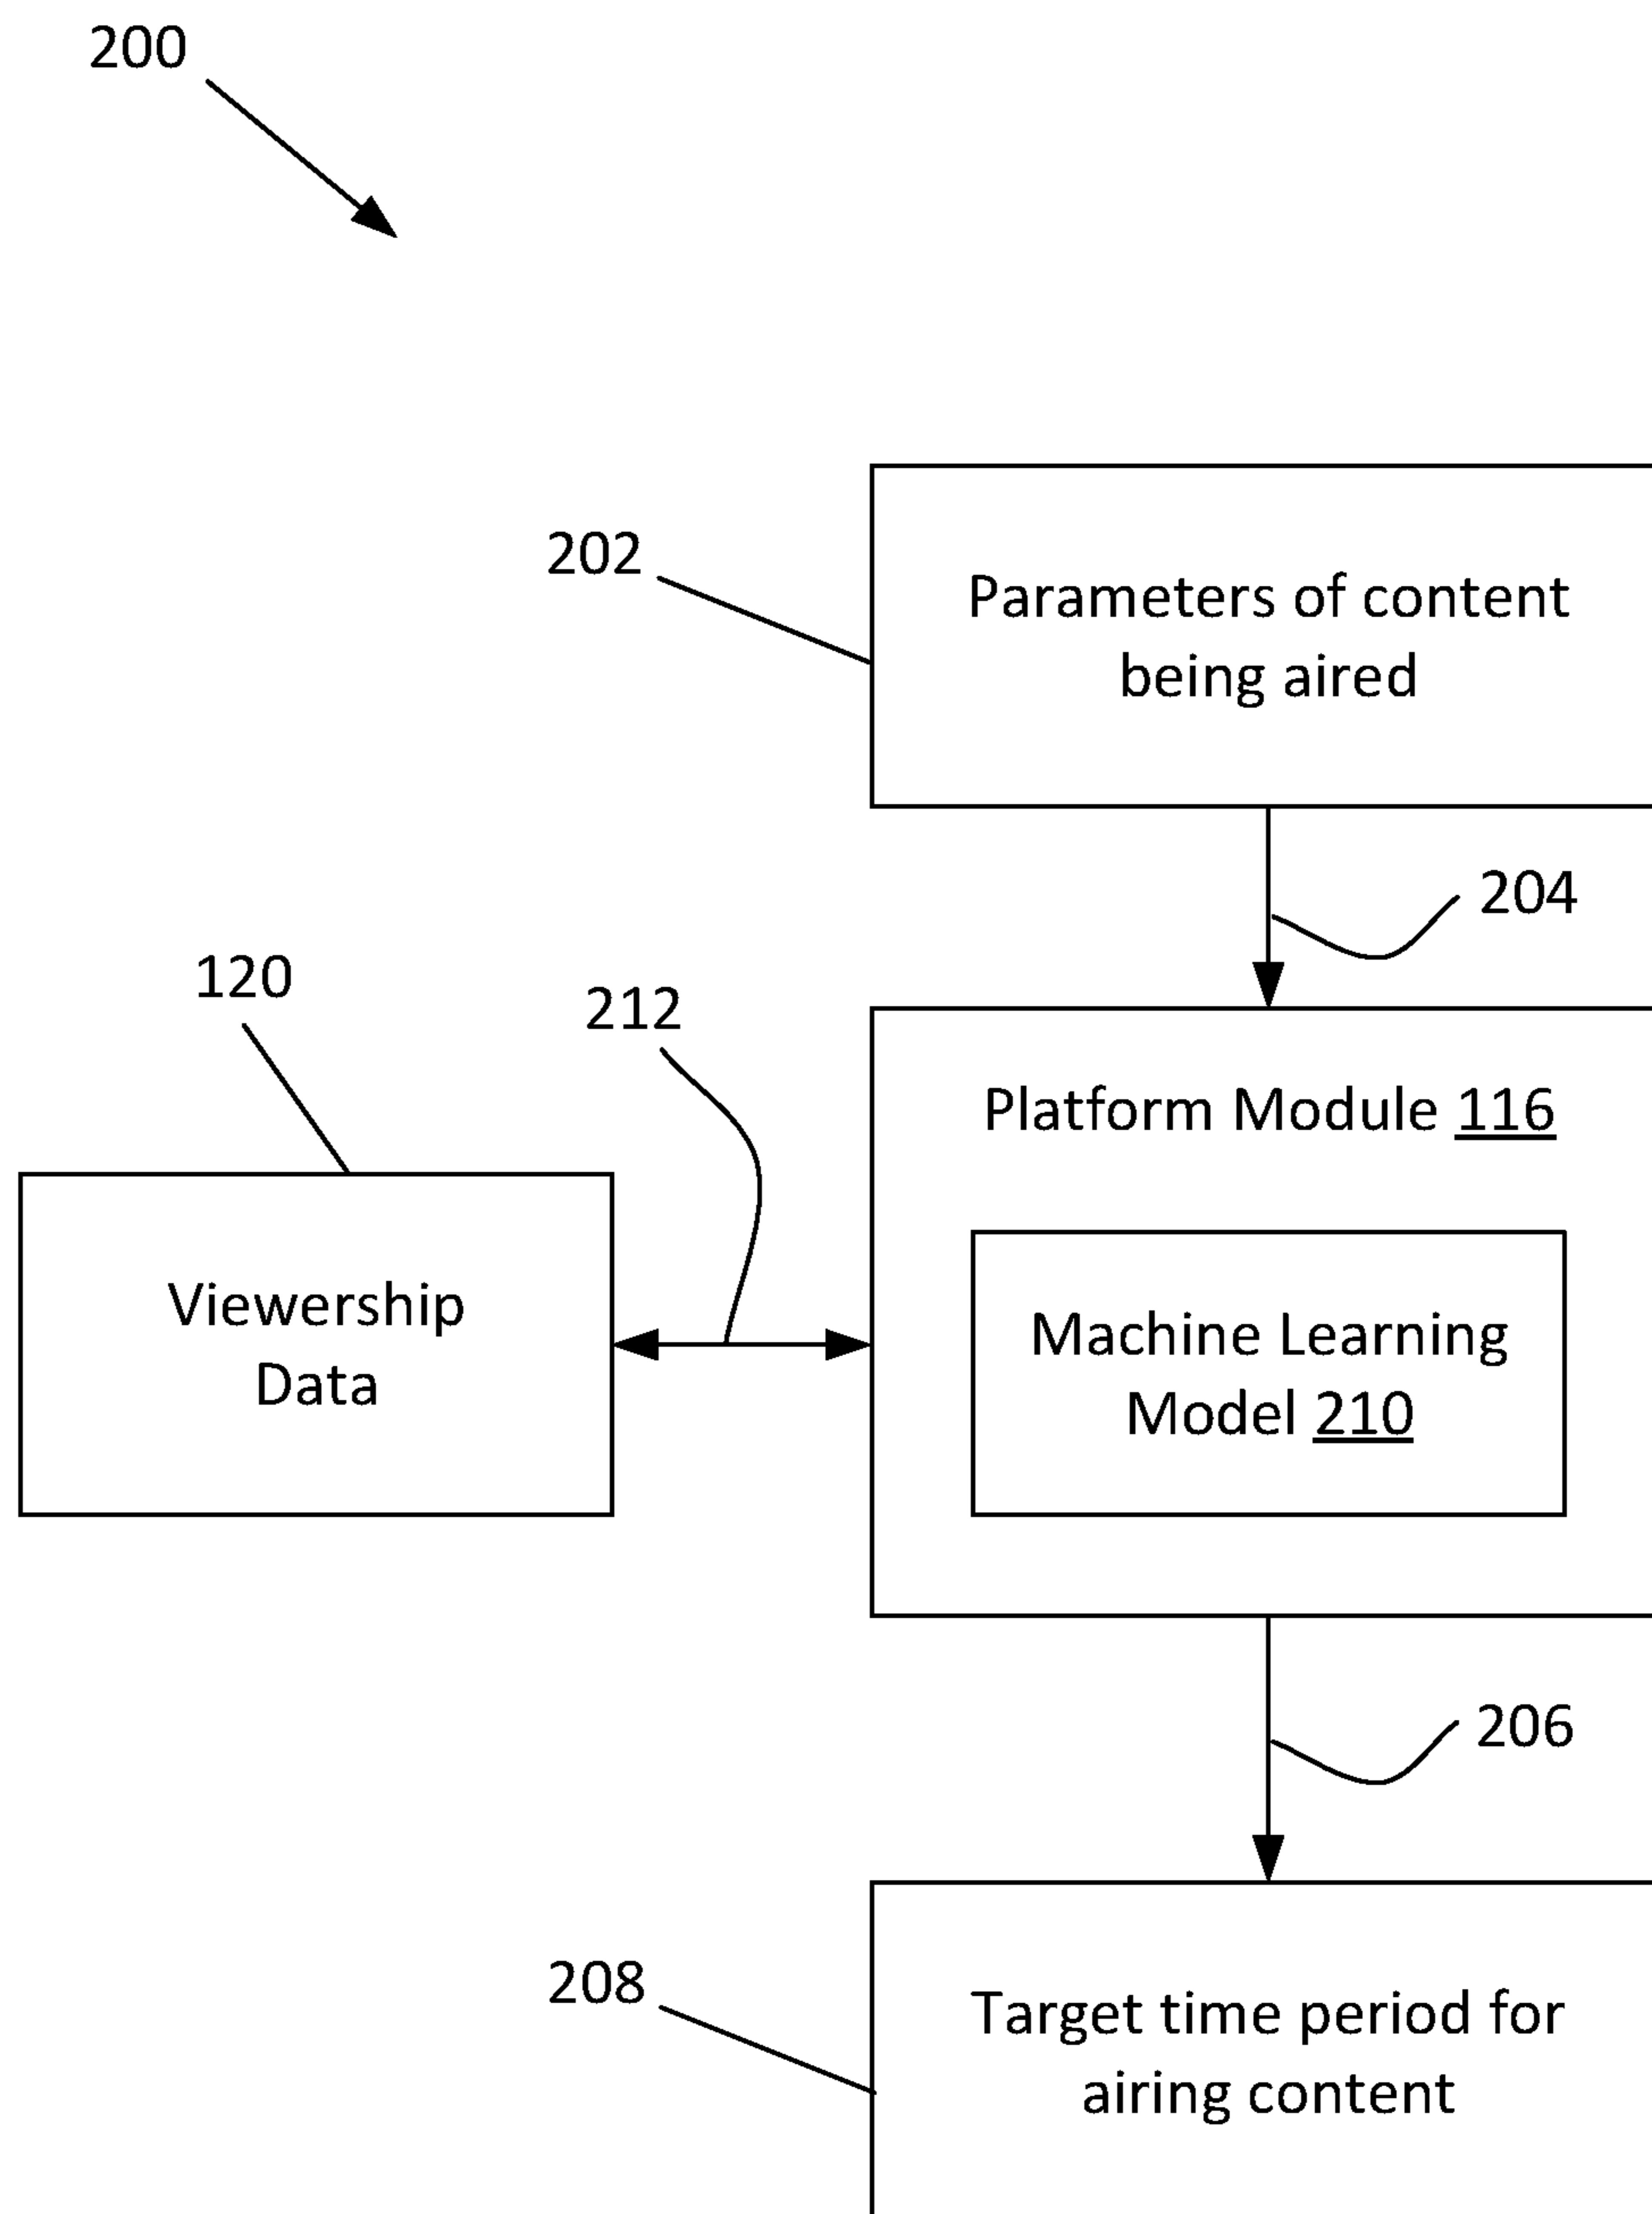 200
202
Parameters of content
being aired
204
120
212
Platform Module 116
Viewership
Data
Machine Learning
Model 210
206
208
Target time period for
airing content